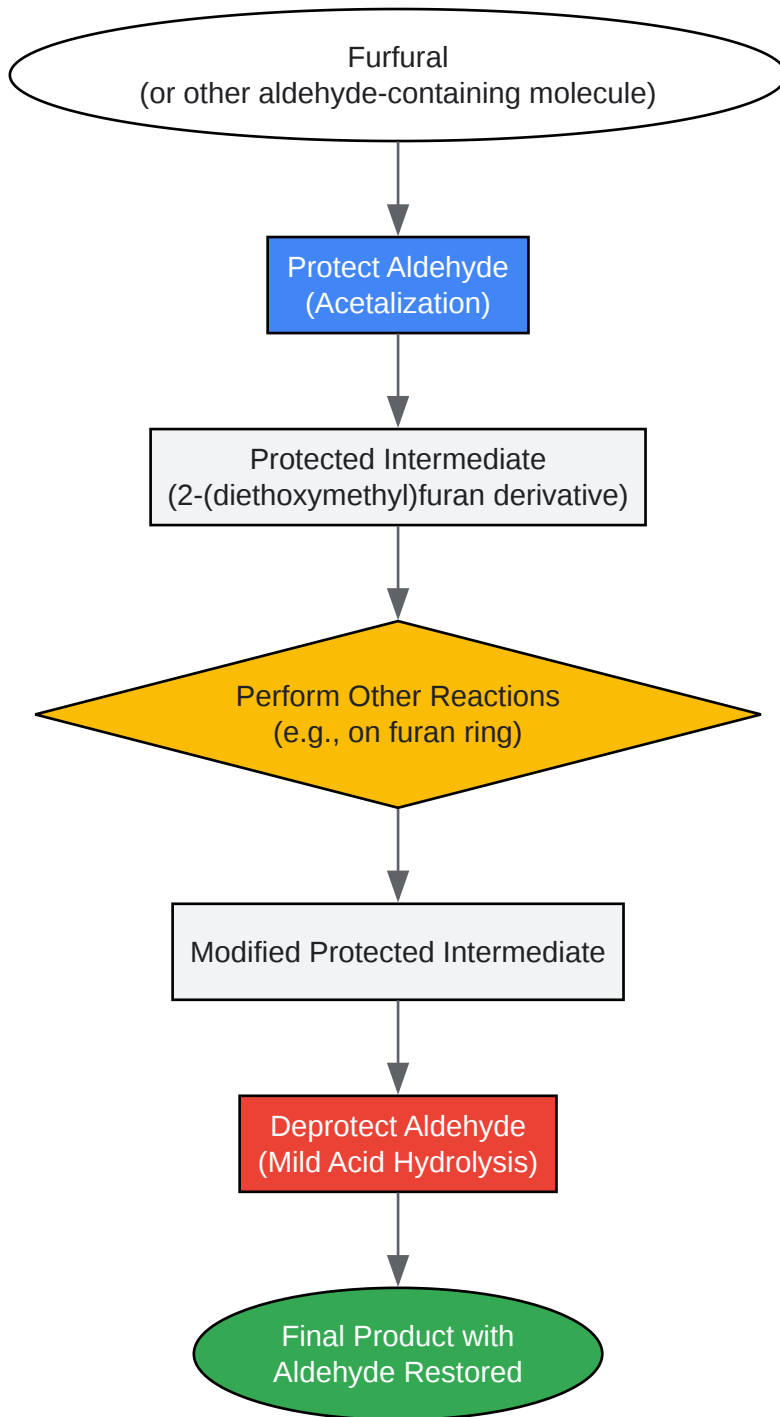 Furfural
(or other aldehyde-containing molecule)
Protect Aldehyde
(Acetalization)
Protected Intermediate
(2-(diethoxymethyl)furan derivative)
Perform Other Reactions
(e.g., on furan ring)
Modified Protected Intermediate
Deprotect Aldehyde
(Mild Acid Hydrolysis)
Final Product with
Aldehyde Restored